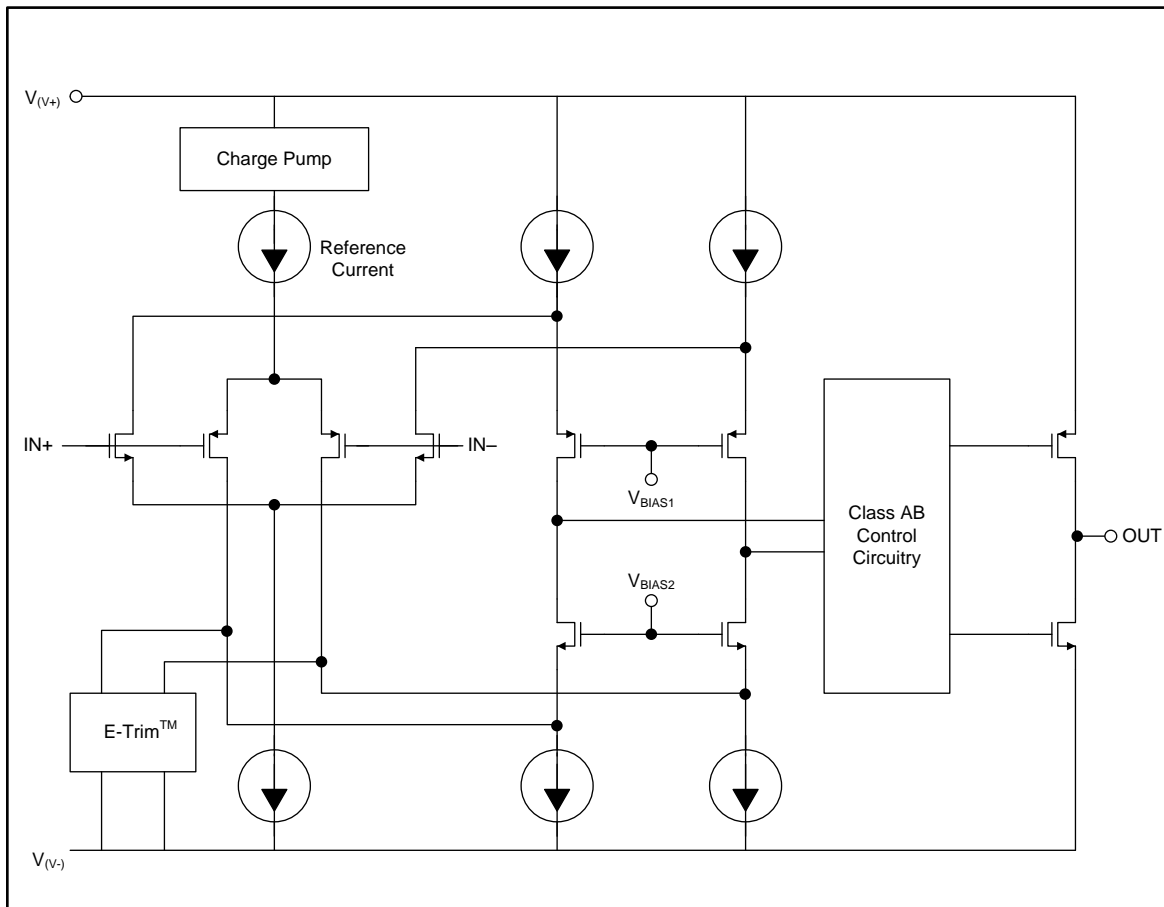 V(V+)
Charge Pump
Reference
Current
IN+
IN–
VBIAS1
Class AB
Control
Circuitry
OUT
VBIAS2
E-Trim™
V(V-)